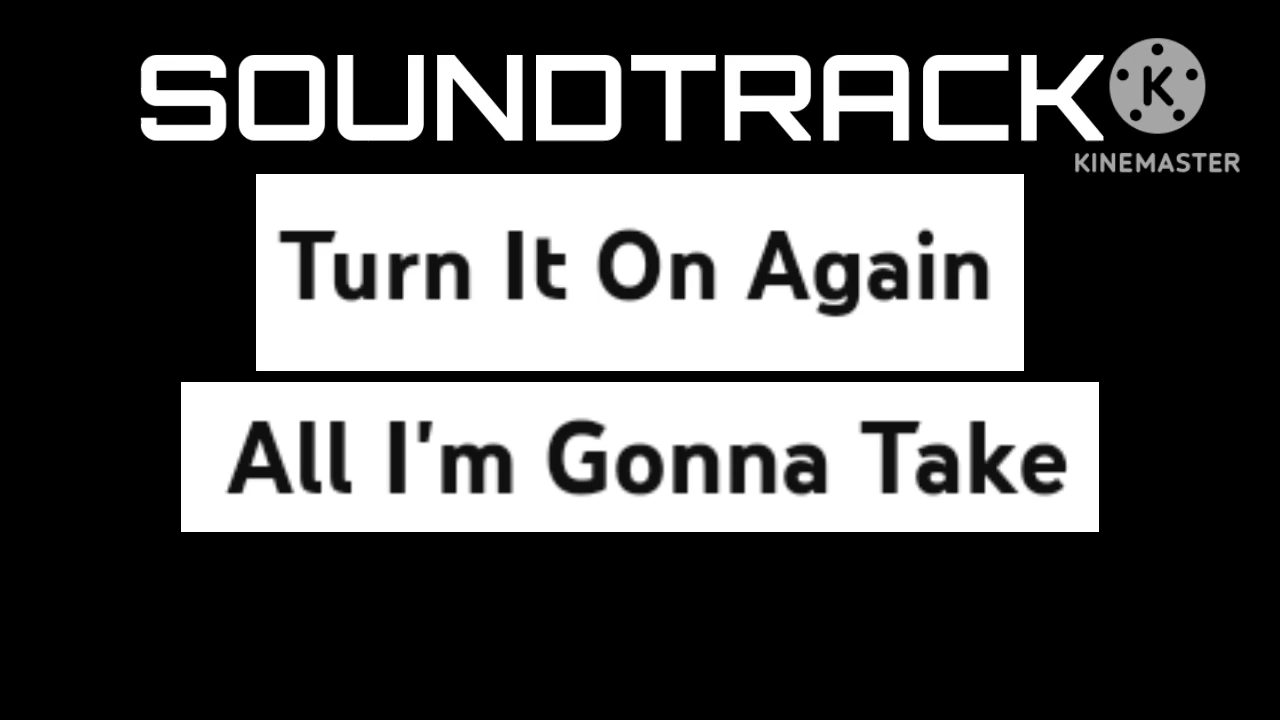 SOUNDTRACK
K
KINEMASTER
Turn It On Again
All I'm Gonna Take